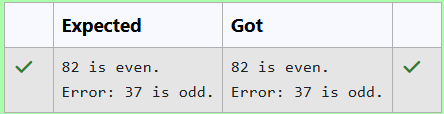 Expected Got
82 is even. 82 is even.
Error: 37 is odd. Error: 37 is odd.